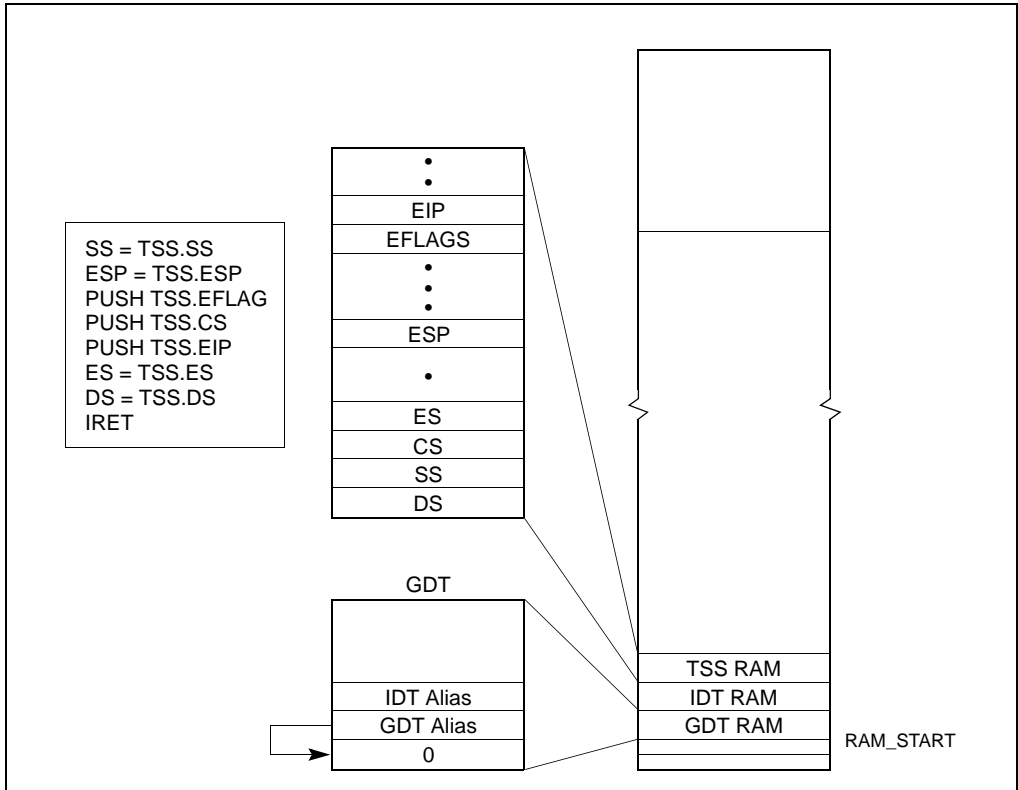 EIP
EFLAGS
SS = TSS.SS
ESP = TSS.ESP
PUSH TSS.EFLAG
PUSH TSS.CS
PUSH TSS.EIP
ES = TSS.ES
DS = TSS.DS
IRET
ESP
ES
CS
SS
DS
GDT
IDT Alias
GDT Alias
0
TSS RAM
IDT RAM
GDT RAM
RAM_START